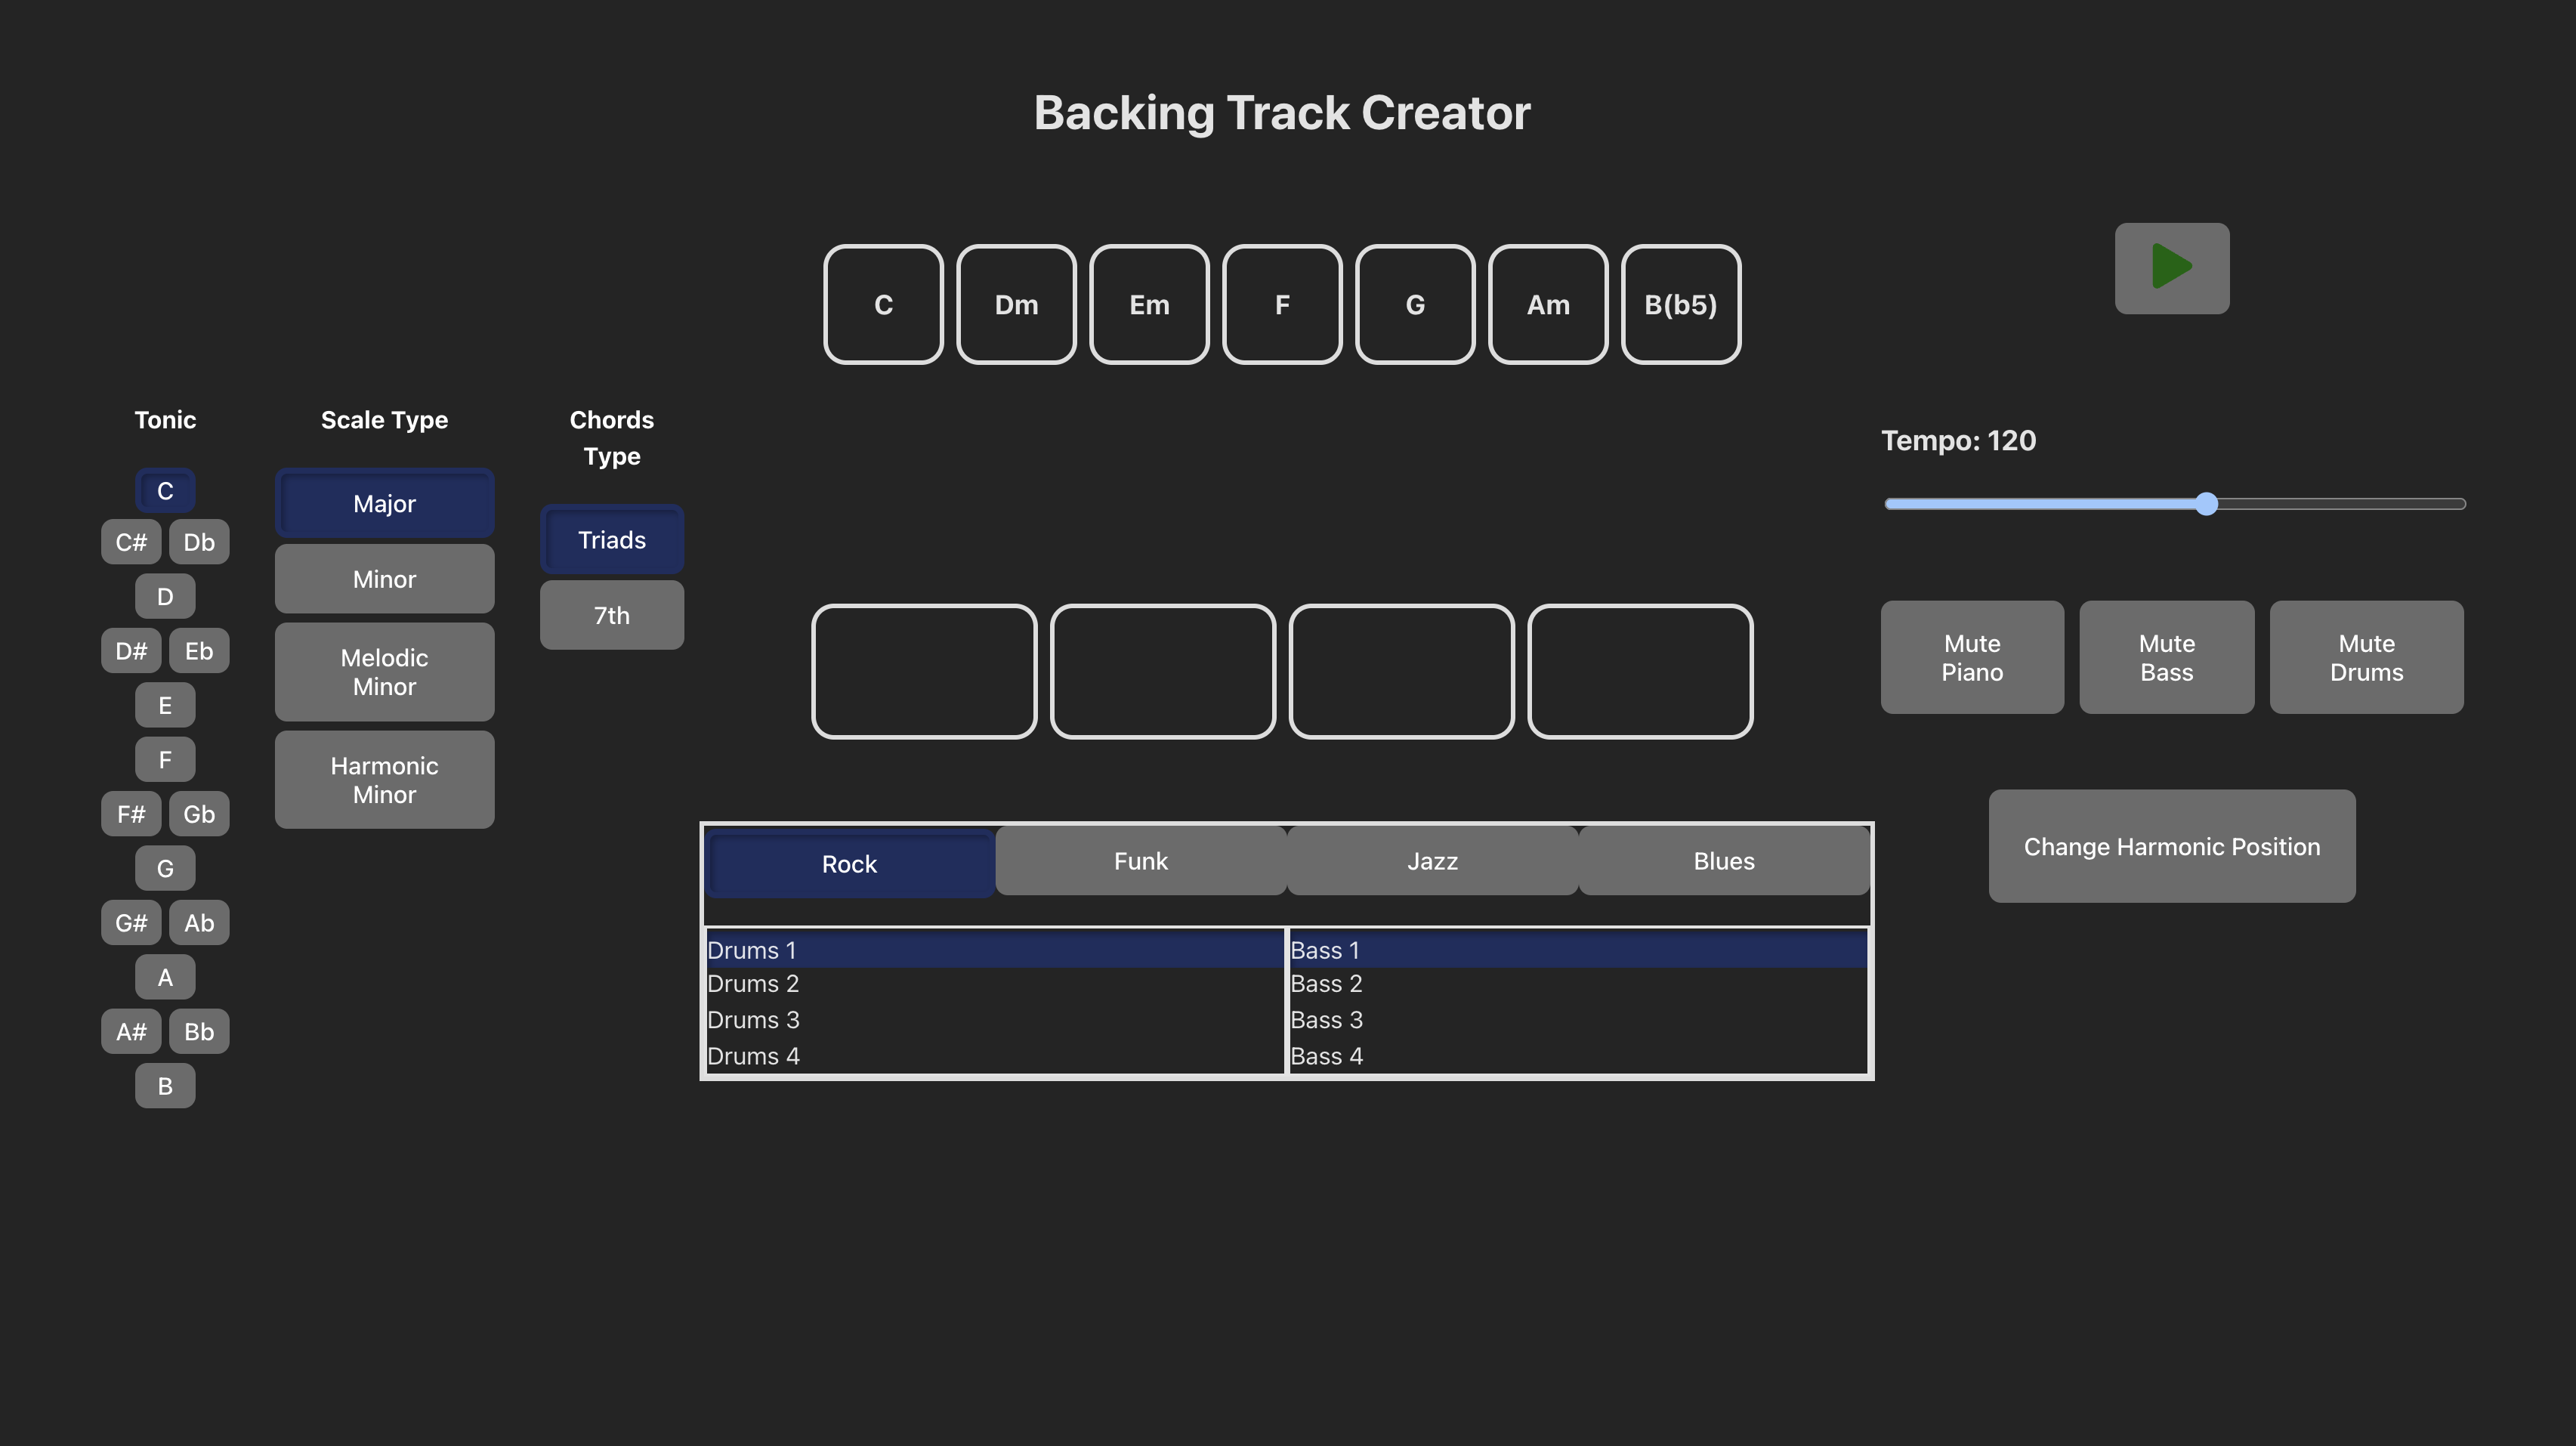 Backing Track Creator
C
Dm
Em
F
G
Am
B(b5)
Tonic
C
C#
Db
D
D#
Eb
E
F
F#
Gb
G
G#
Ab
A
A#
Bb
B
Scale Type
Major
Minor
Melodic
Minor
Harmonic
Minor
Chords
Type
Triads
7th
Rock
Funk
Jazz
Blues
Drums 1
Drums 2
Drums 3
Drums 4
Bass 1
Bass 2
Bass 3
Bass 4
Tempo: 120
Mute
Piano
Mute
Bass
Mute
Drums
Change Harmonic Position